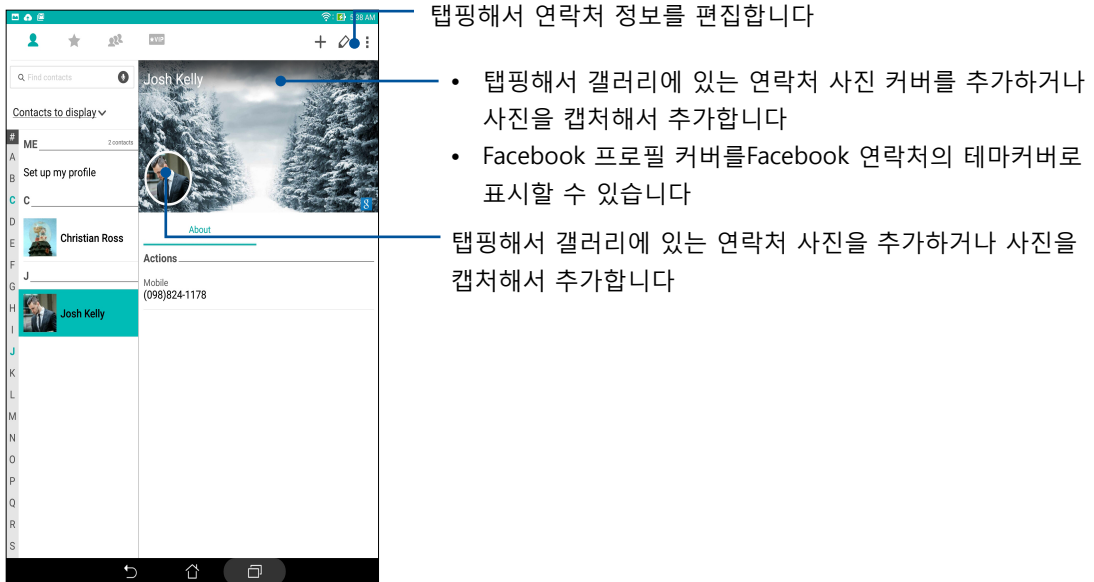 5:38 AM
탭핑해서 연락처 정보를 편집합니다
VIP
Find contacts
Josh Kelly
• 탭핑해서 갤러리에 있는 연락처 사진 커버를 추가하거나
사진을 캡처해서 추가합니다
• Facebook 프로필 커버를Facebook 연락처의 테마커버로
표시할 수 있습니다
Contacts to display
ME 2 contacts
Set up my profile
C
Christian Ross
J
Josh Kelly
#
A
B
C
D
E
F
G
H
I
J
K
L
M
N
O
P
Q
R
S
8
About
Actions
Mobile
(098)824-1178
탭핑해서 갤러리에 있는 연락처 사진을 추가하거나 사진을
캡처해서 추가합니다